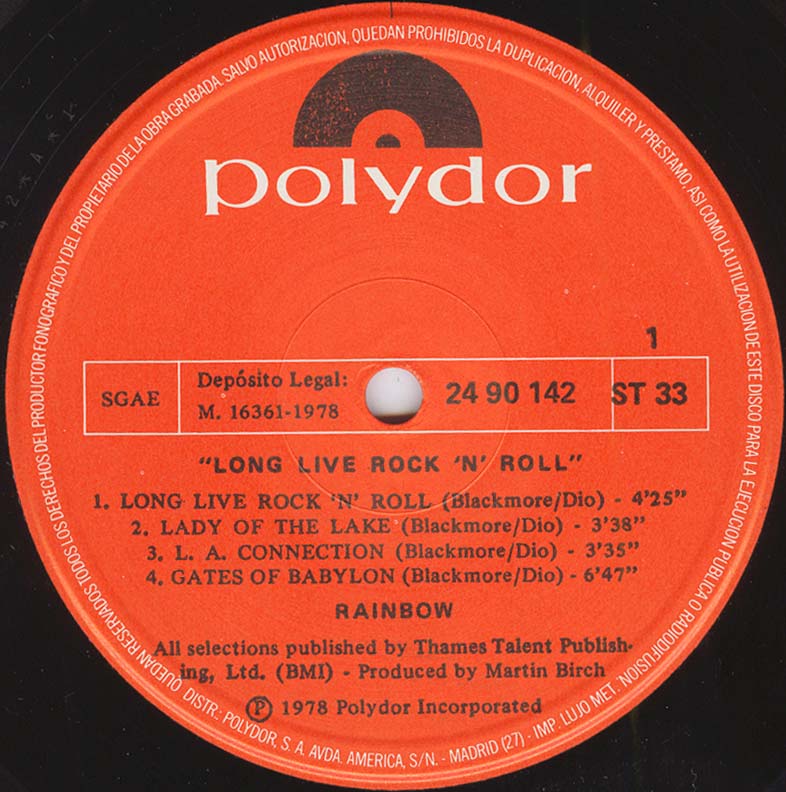 QUEDAN RESERVADOS TODOS LOS DERECHOS DEL PRODUCTOR FONOGRAFICO Y DEL PROPIETARIO DE LA OBRA GRABADA. SALVO AUTORIZACION, QUEDAN PROHIBIDOS LA DUPLICACION, ALQUILER Y PRESTAMO, ASI COMO LA UTILIZACION DE ESTE DISCO PARA LA EJECUCION PUBLICA O RADIODIFUSION.
polydor
1
SGAE
Depósito Legal:
M. 16361-1978
24 90 142
ST 33
"LONG LIVE ROCK 'N' ROLL"
1. LONG LIVE ROCK 'N' ROLL (Blackmore/Dio) - 4'25"
2. LADY OF THE LAKE (Blackmore/Dio) - 3'38"
3. L. A. CONNECTION (Blackmore/Dio) - 3'35"
4. GATES OF BABYLON (Blackmore/Dio) - 6'47"
RAINBOW
All selections published by Thames Talent Publish-
ing, Ltd. (BMI) - Produced by Martin Birch
Ⓟ 1978 Polydor Incorporated
DISTR.: POLYDOR, S. A. AVDA. AMERICA, S/N. - MADRID (27) - IMP. LUJO MET.